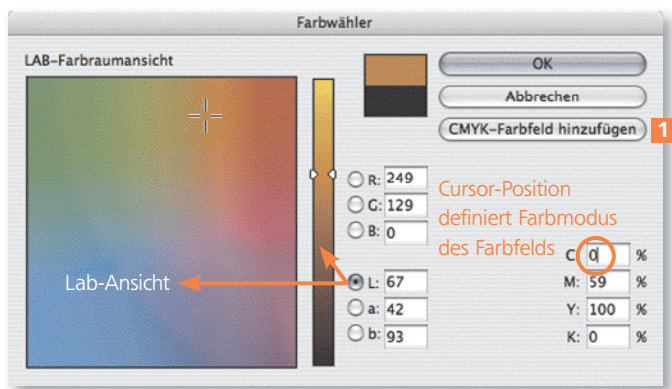 Farbwähler
LAB-Farbraumansicht
OK
Abbrechen
CMYK-Farbfeld hinzufügen
1
R: 249
G: 129
B: 0
Cursor-Position
definiert Farbmodus
des Farbfelds
Lab-Ansicht
L: 67
a: 42
b: 93
C: 0 %
M: 59 %
Y: 100 %
K: 0 %